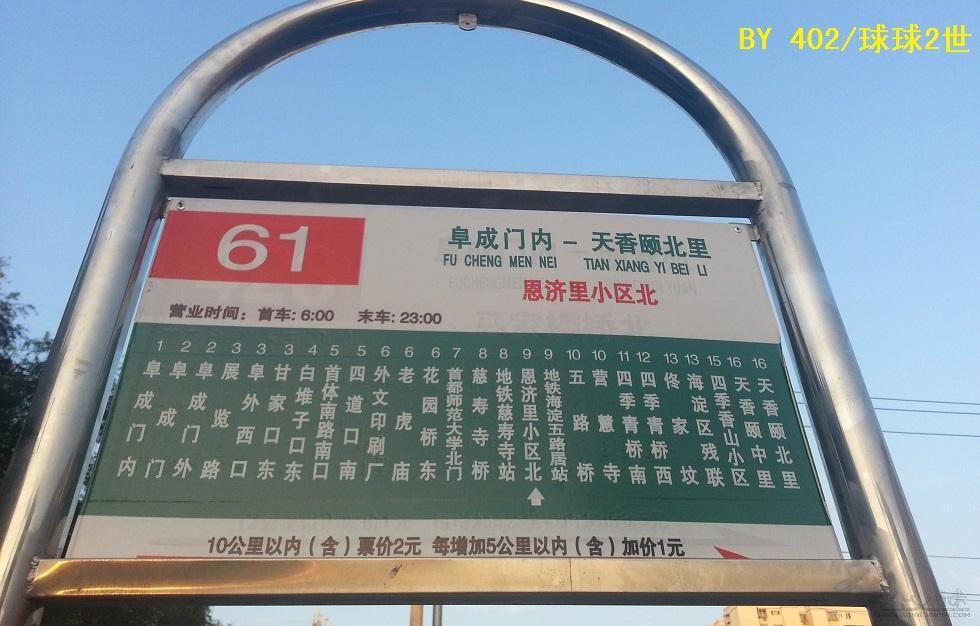 BY 402/球球2世
61
阜成门内 - 天香颐北里
FU CHENG MEN NEI TIAN XIANG YI BEI LI
恩济里小区北
营业时间：首车: 6:00 末车: 23:00
1 2 2 3 3 3 4 5 5 6 6 6 7 8 8 9 9 10 10 11 12 13 13 15 16 16
阜成门内
阜成门
阜成门外
展览路
阜外西口
甘家口东
白堆子口东
首体南路南口
四道口南
外文印刷厂
老虎庙
花园桥东
首都师范大学北门
慈寿寺桥
地铁慈寿寺站
恩济里小区北
地铁海淀五路居站
五路桥
营慧寺
四季青桥南
四季青桥西
佟家坟
海淀区残联
四季香山小区
天香颐中里
天香颐北里
10公里以内（含）票价2元 每增加5公里以内（含）加价1元